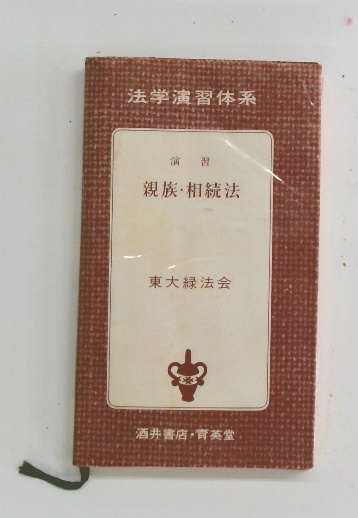 法学演習体系
演習
親族・相続法
東大緑法会
酒井書店・育英堂